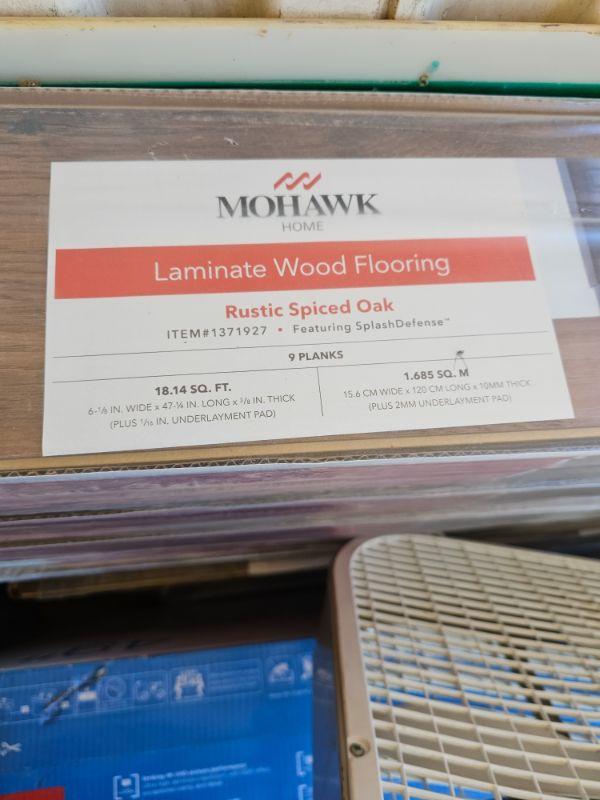 MOHAWK
HOME
Laminate Wood Flooring
Rustic Spiced Oak
ITEM#1371927 • Featuring SplashDefense™
9 PLANKS
18.14 SQ. FT.
6-⅛ IN. WIDE x 47-¼ IN. LONG x ³/₈ IN. THICK
(PLUS ¹/₁₆ IN. UNDERLAYMENT PAD)
1.685 SQ. M
15.6 CM WIDE x 120 CM LONG x 10MM THICK
(PLUS 2MM UNDERLAYMENT PAD)